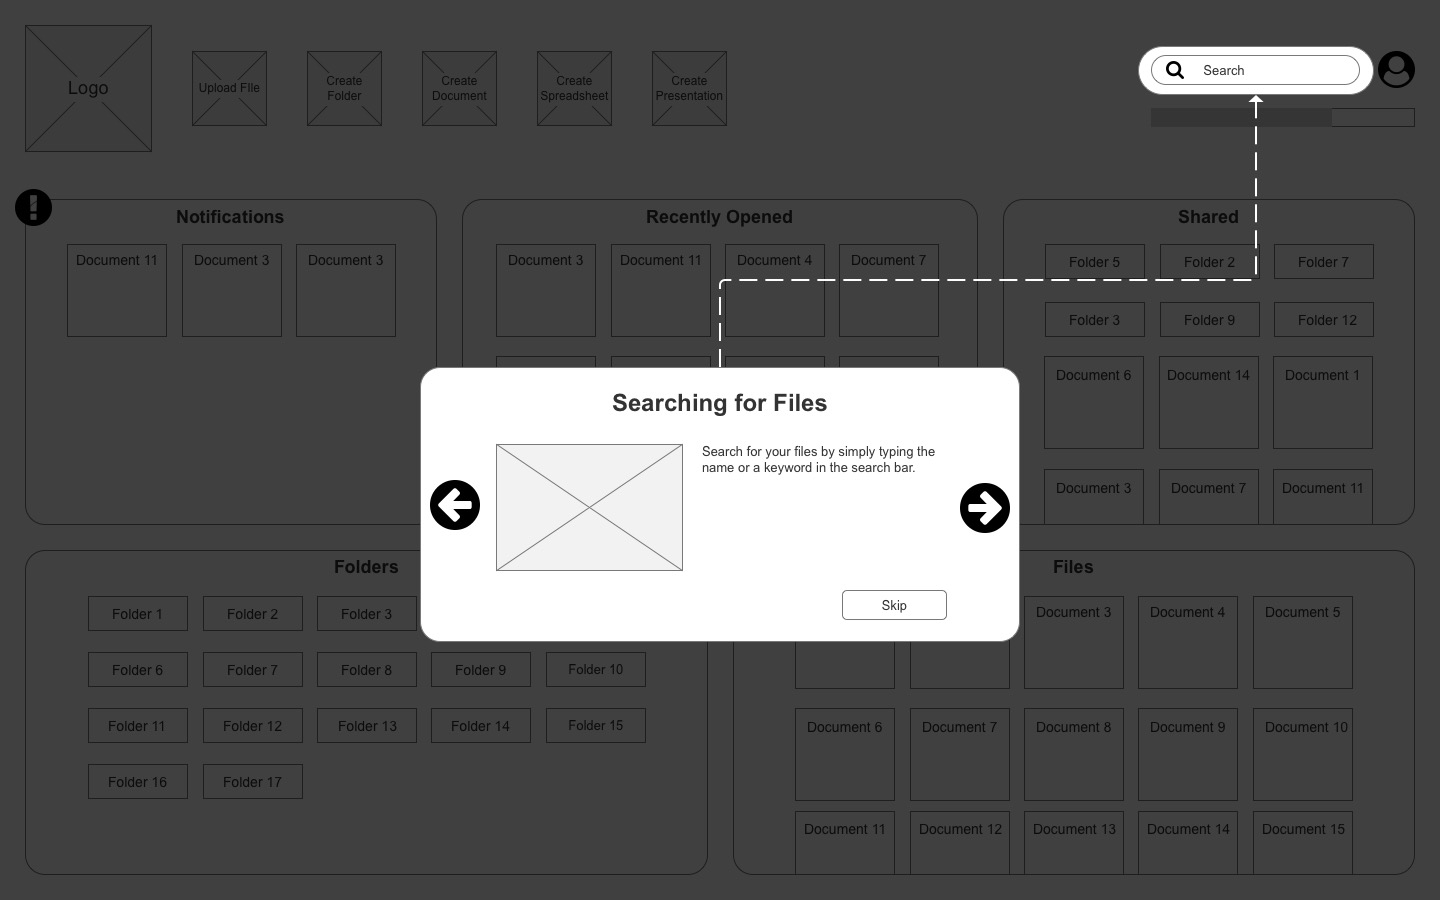 Logo
Upload FIle
Create
Folder
Create
Document
Create
Spreadsheet
Create
Presentation
Search
Notifications
Document 11
Document 3
Document 3
Recently Opened
Document 3
Document 11
Document 4
Document 7
Shared
Folder 5
Folder 2
Folder 7
Folder 3
Folder 9
Folder 12
Document 6
Document 14
Document 1
Document 3
Document 7
Document 11
Searching for Files
Search for your files by simply typing the
name or a keyword in the search bar.
Skip
Folders
Folder 1
Folder 2
Folder 3
Folder 6
Folder 7
Folder 8
Folder 9
Folder 10
Folder 11
Folder 12
Folder 13
Folder 14
Folder 15
Folder 16
Folder 17
Files
Document 3
Document 4
Document 5
Document 6
Document 7
Document 8
Document 9
Document 10
Document 11
Document 12
Document 13
Document 14
Document 15